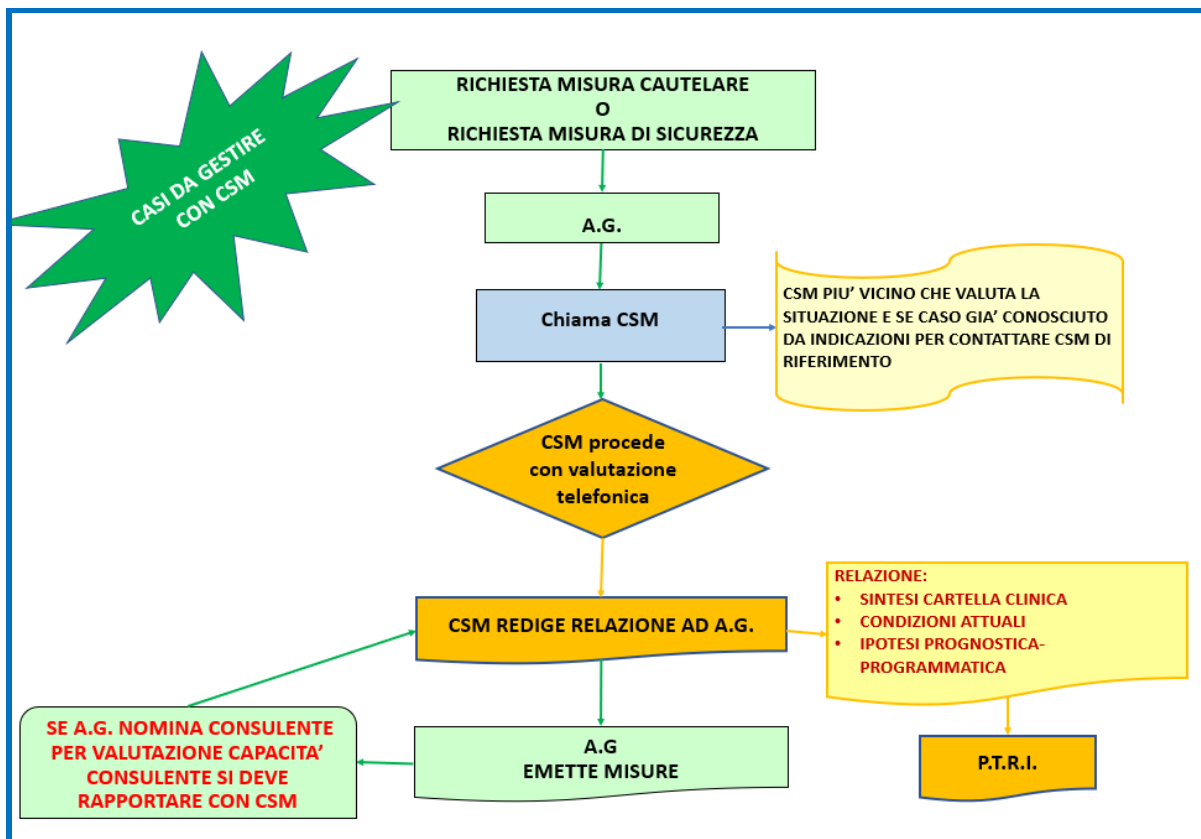 CASI DA GESTIRE
CON CSM
RICHIESTA MISURA CAUTELARE
O
RICHIESTA MISURA DI SICUREZZA
A.G.
Chiama CSM
CSM PIU’ VICINO CHE VALUTA LA
SITUAZIONE E SE CASO GIA’ CONOSCIUTO
DA INDICAZIONI PER CONTATTARE CSM DI
RIFERIMENTO
CSM procede
con valutazione
telefonica
CSM REDIGE RELAZIONE AD A.G.
RELAZIONE:
• SINTESI CARTELLA CLINICA
• CONDIZIONI ATTUALI
• IPOTESI PROGNOSTICA-
PROGRAMMATICA
SE A.G. NOMINA CONSULENTE
PER VALUTAZIONE CAPACITA’
CONSULENTE SI DEVE
RAPPORTARE CON CSM
A.G
EMETTE MISURE
P.T.R.I.